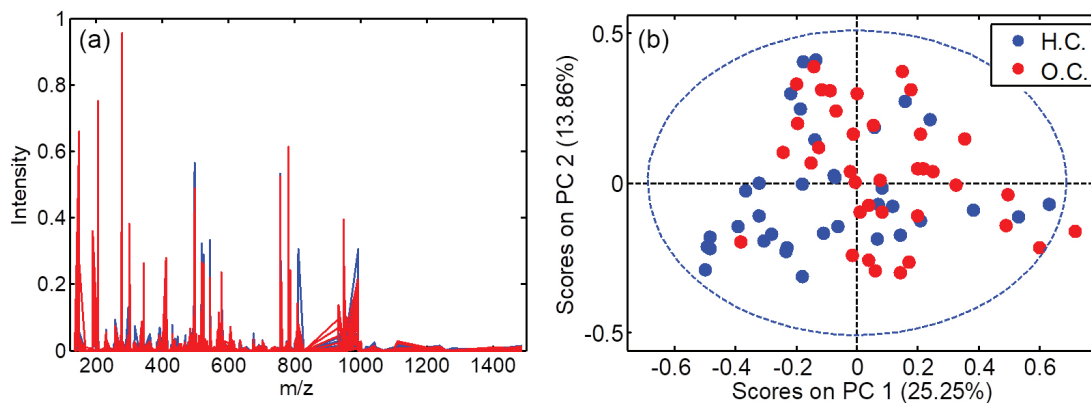 (a)
Intensity
1
0.8
0.6
0.4
0.2
0
200 400 600 800 1000 1200 1400
m/z
(b)
H.C.
O.C.
Scores on PC 2 (13.86%)
0.5
0
-0.5
-0.6 -0.4 -0.2 0 0.2 0.4 0.6
Scores on PC 1 (25.25%)